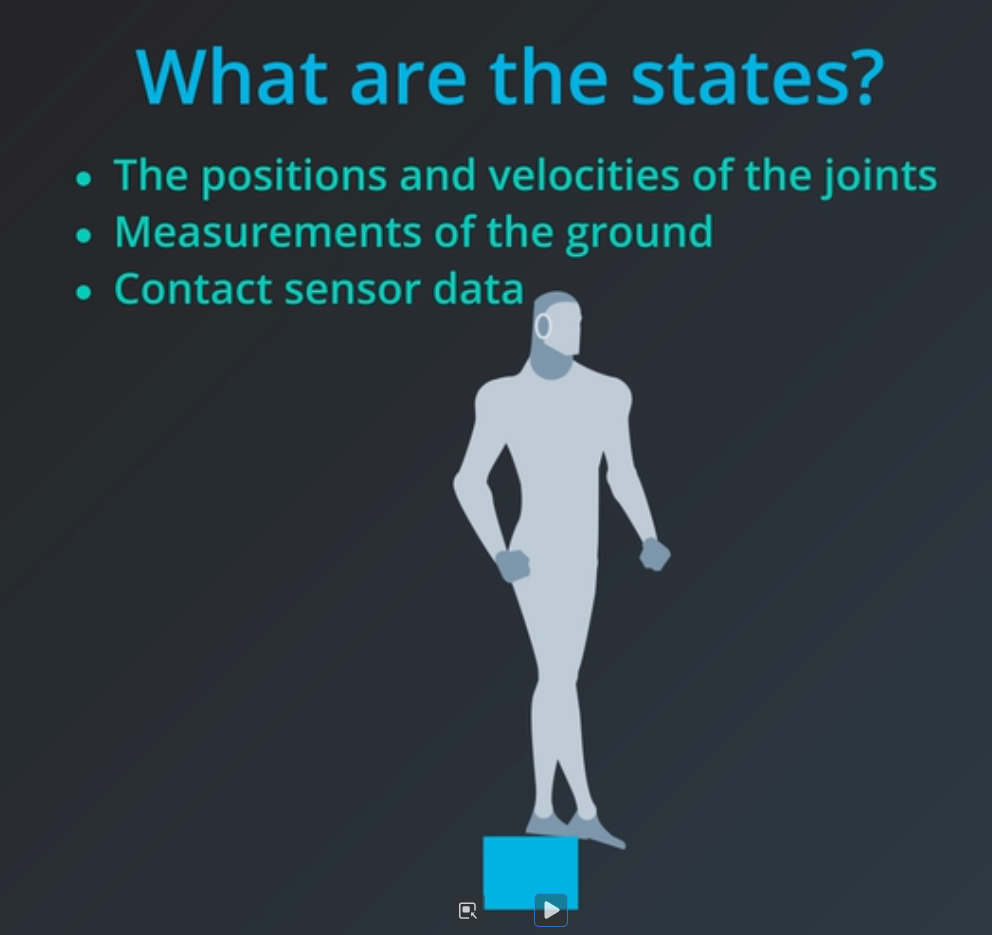 What are the states?
• The positions and velocities of the joints
• Measurements of the ground
• Contact sensor data